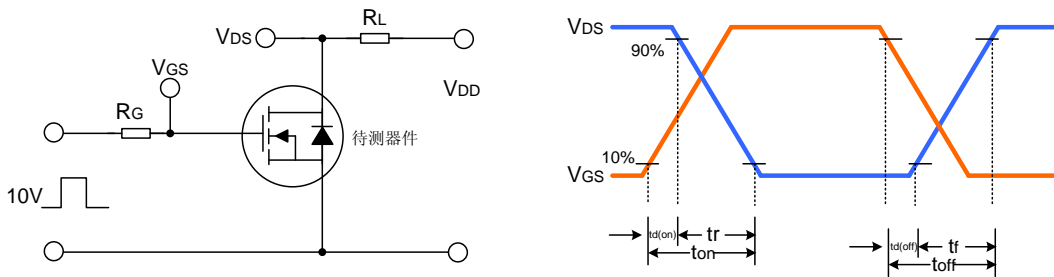 VDS
RL
VGS
VDD
RG
待测器件
10V
VDS
90%
10%
VGS
td(on)
tr
ton
td(off)
tf
toff